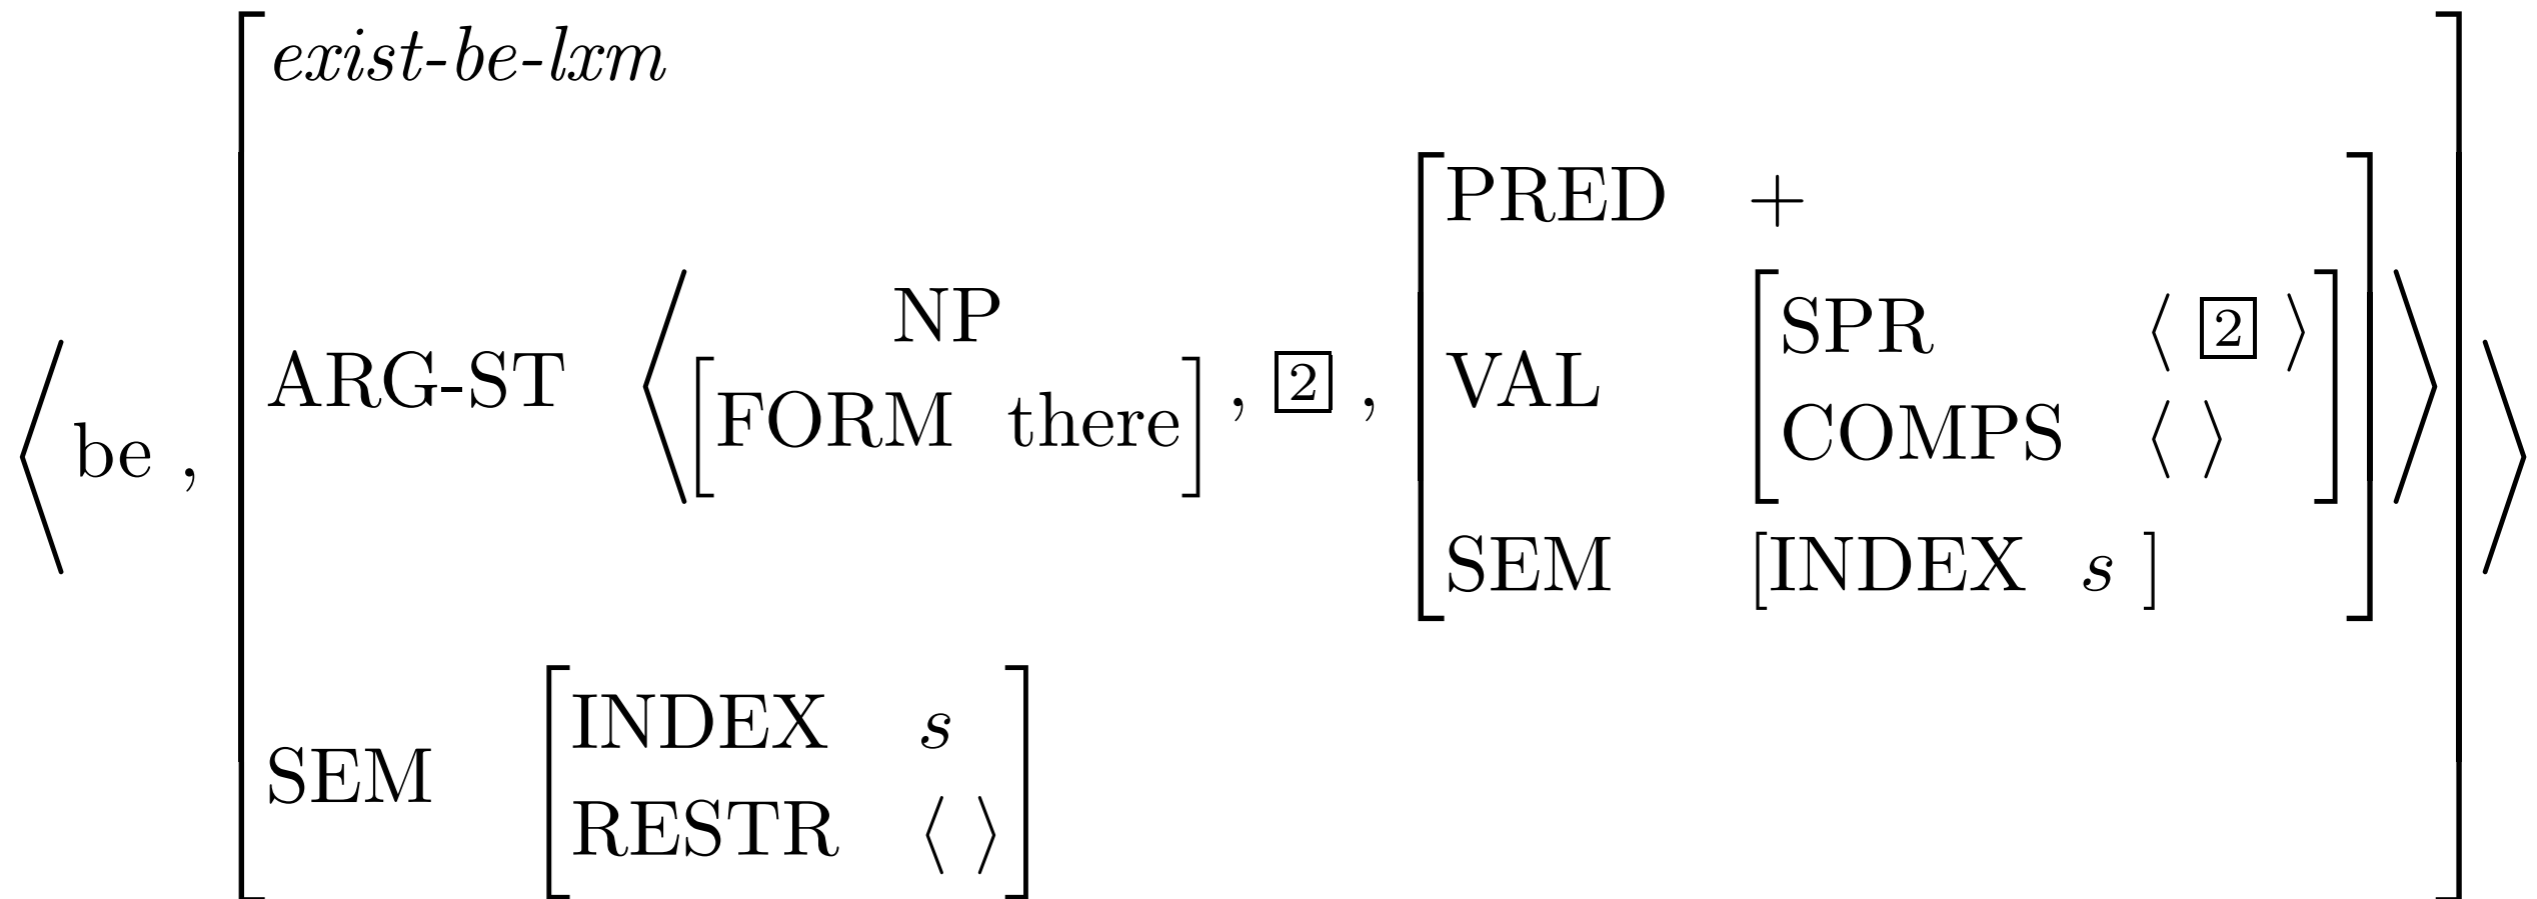 exist-be-lxm
PRED +
NP
SPR ⟨ 2 ⟩
ARG-ST ⟨ [FORM there] , 2 , VAL
COMPS ⟨ ⟩
⟨ be ,
SEM [INDEX s ]
INDEX s
SEM
RESTR ⟨ ⟩